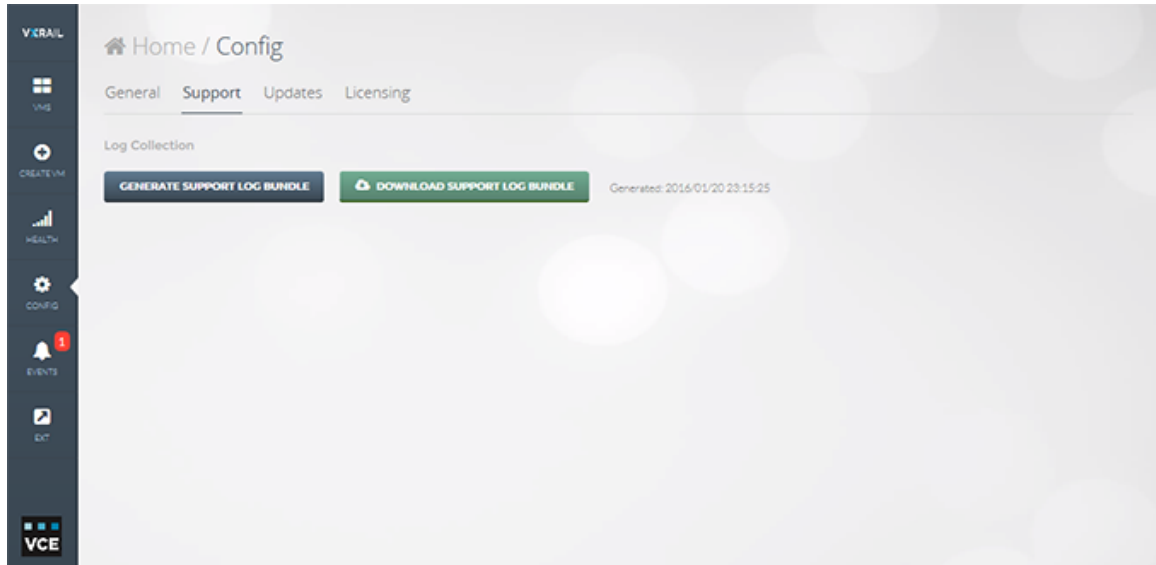 VXRAIL
Home / Config
General Support Updates Licensing
Log Collection
GENERATE SUPPORT LOG BUNDLE DOWNLOAD SUPPORT LOG BUNDLE Generated: 2016/01/20 23:15:25
VMS
CREATE VM
HEALTH
CONFIG
1
EVENTS
EXT
VCE